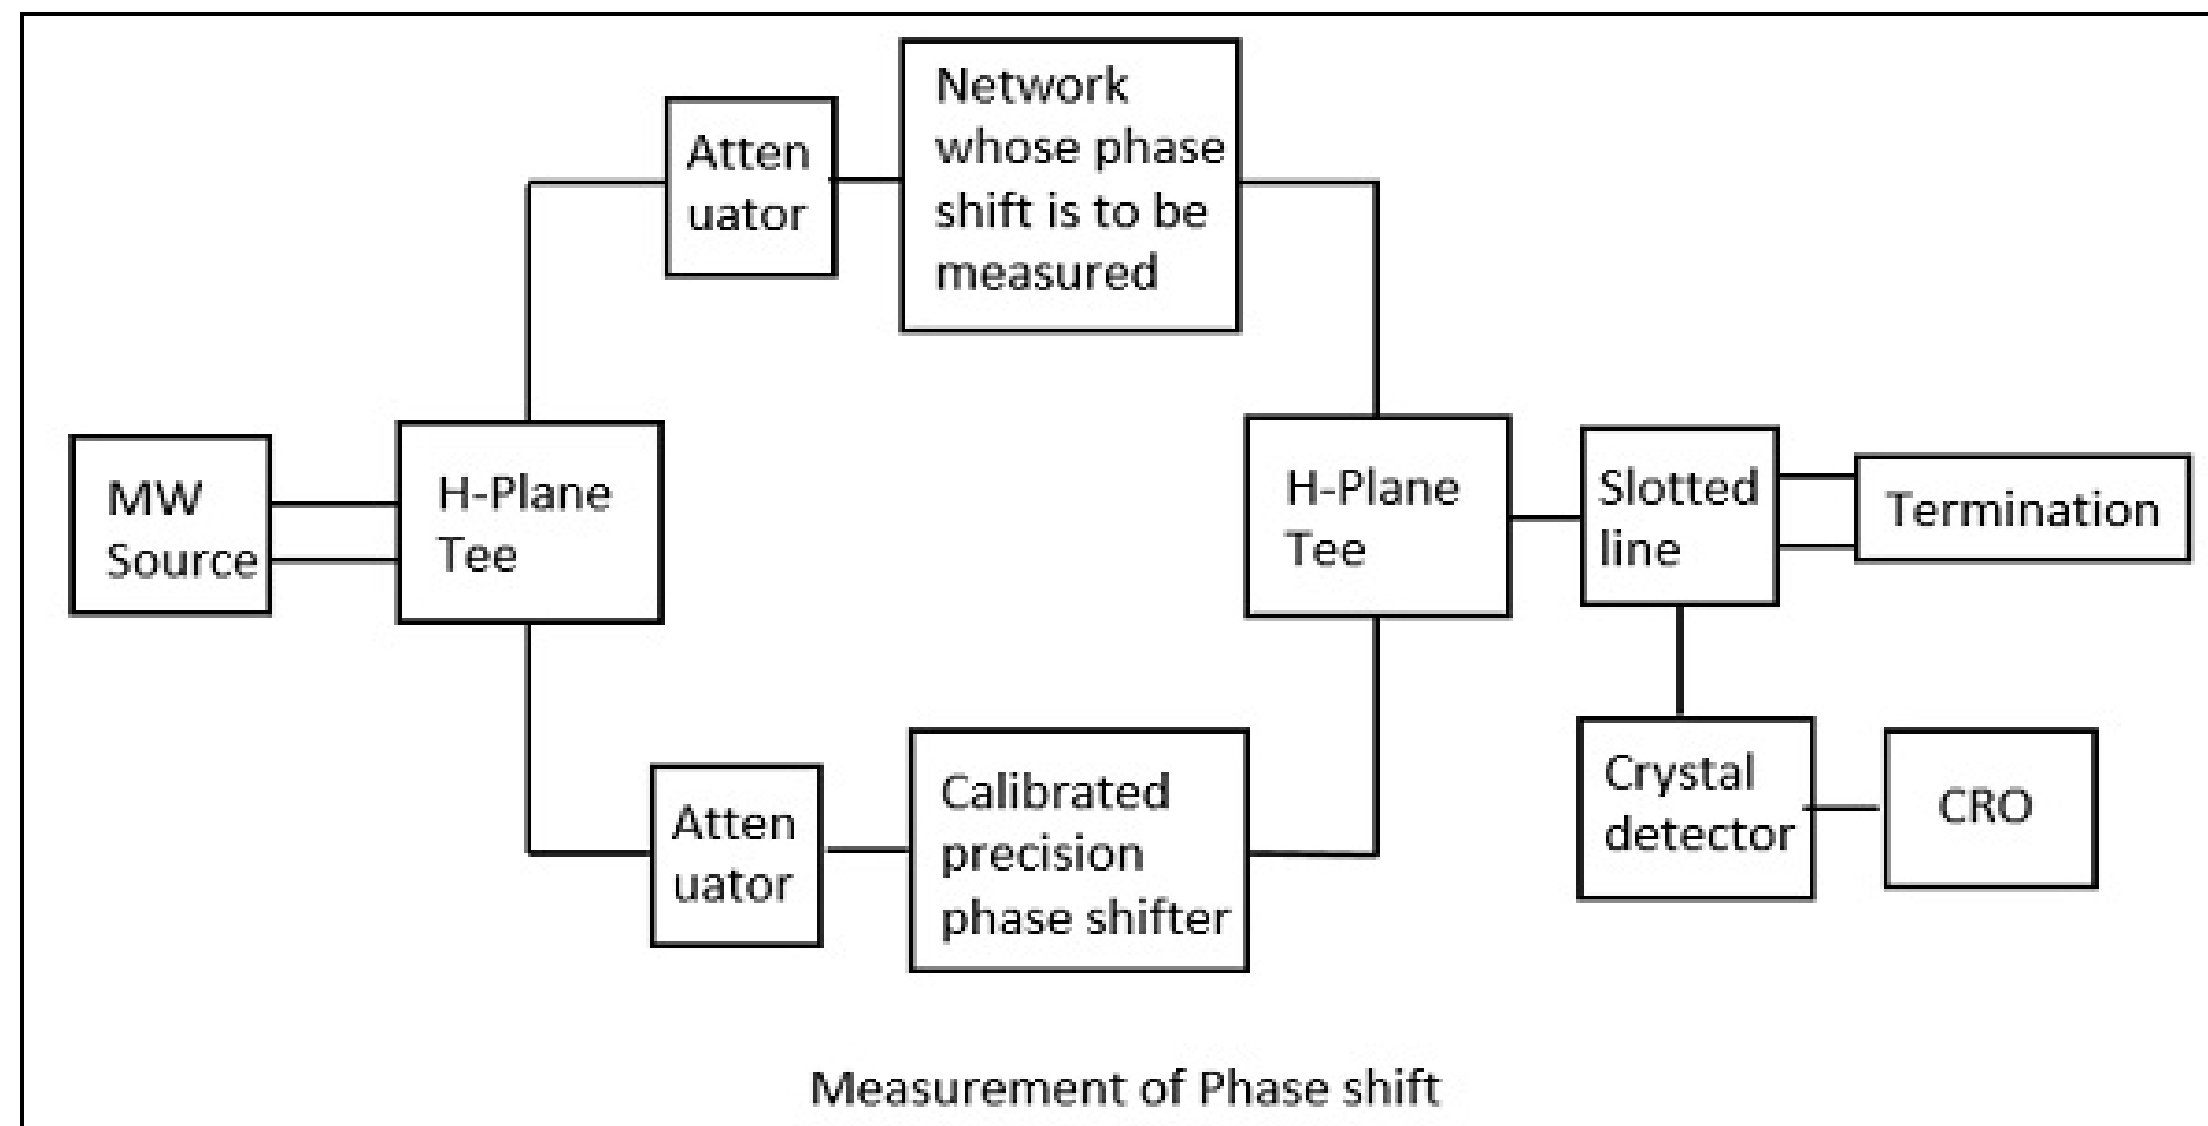 Network
whose phase
shift is to be
measured
Atten
uator
MW
Source
H-Plane
Tee
H-Plane
Tee
Slotted
line
Termination
Atten
uator
Calibrated
precision
phase shifter
Crystal
detector
CRO
Measurement of Phase shift